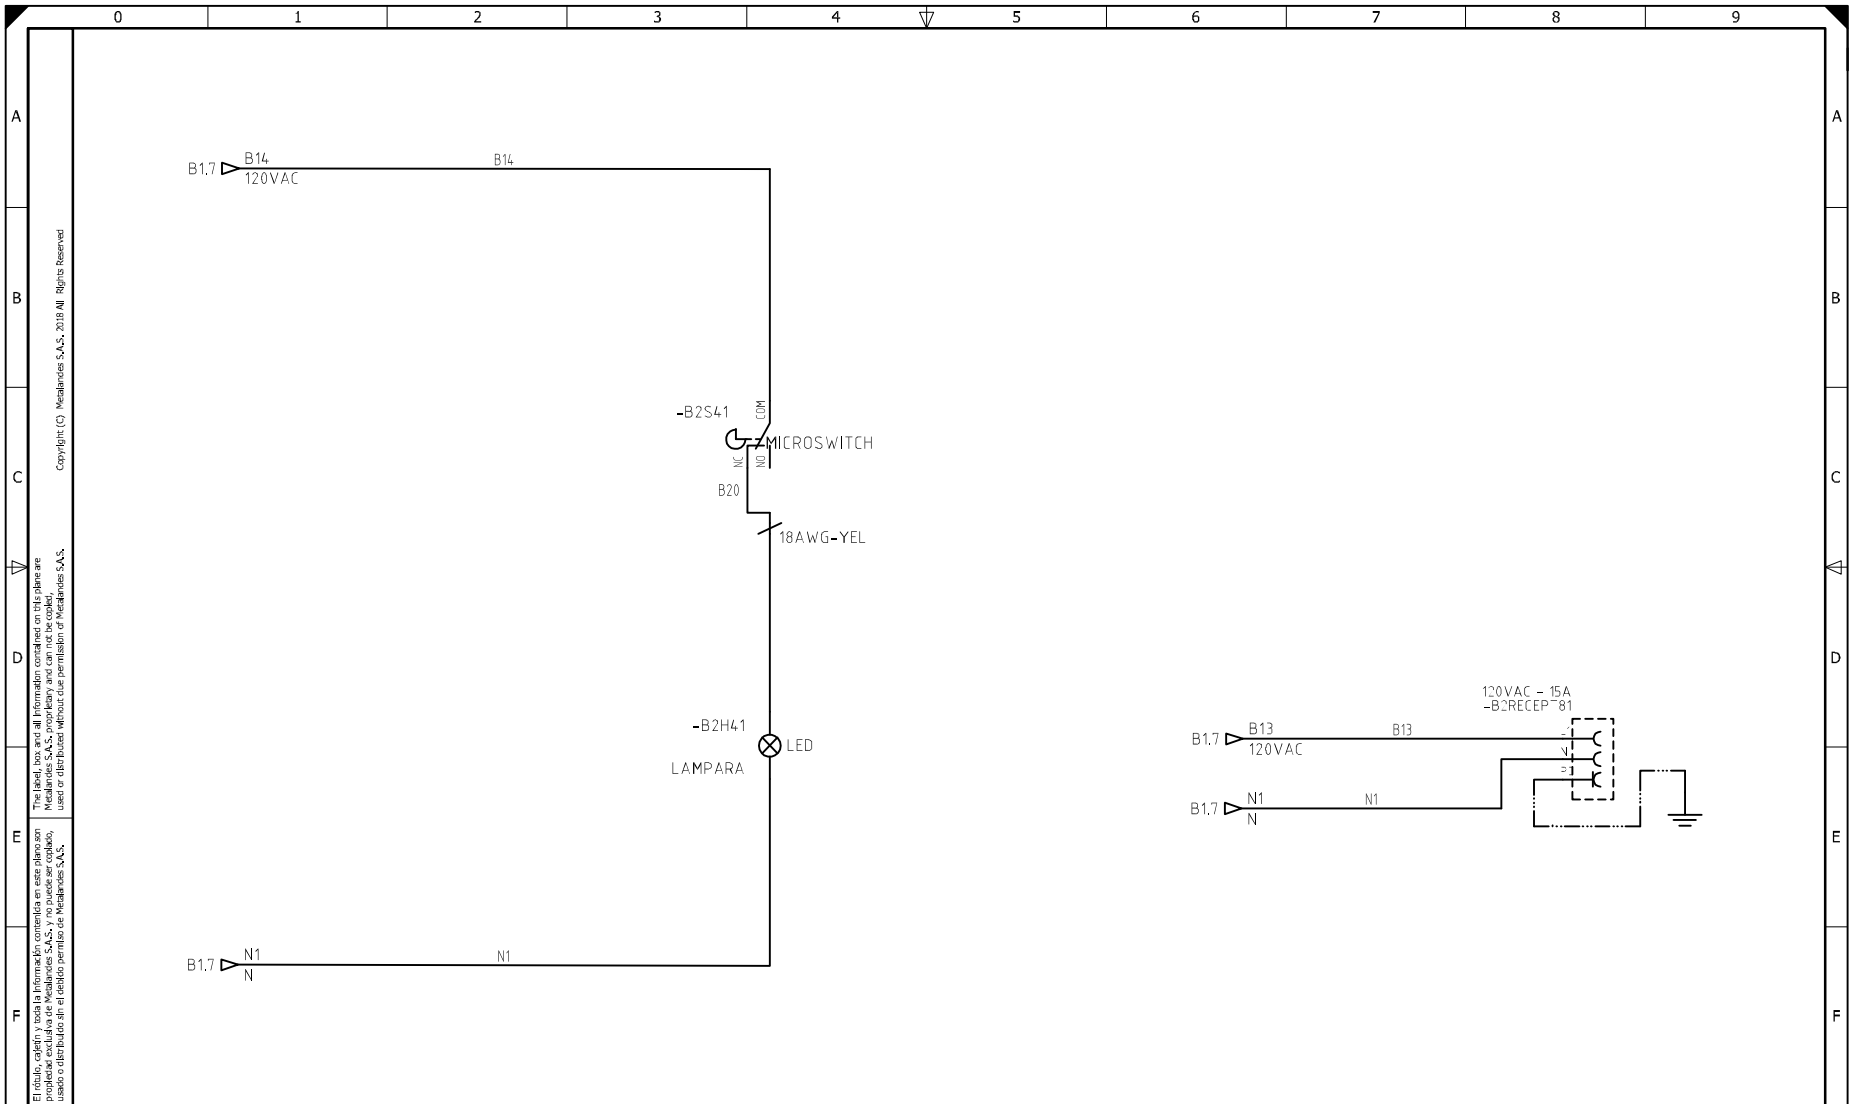 0 1 2 3 4 5 6 7 8 9
A A
B14 B14
B1.7
120VAC
B B
Copyright (C) Metalandes S.A.S. 2018 All Rights Reserved
-B2S41 COM
MICROSWITCH
NC NO
C C
B20
18AWG-YEL
The label, box and all information contained on this plane are
Metalandes S.A.S. proprietary and can not be copied,
used or distributed without due permission of Metalandes S.A.S.
D D
120VAC - 15A
-B2RECEPT81
-B2H41
LED
LAMPARA
B13 B13
B1.7
120VAC
N
N1 N1
B1.7
N
E E
El rótulo, cajetín y toda la información contenida en este plano son
propiedad exclusiva de Metalandes S.A.S. y no puede ser copiado,
usado o distribuido sin el debido permiso de Metalandes S.A.S.
N1 N1
B1.7
N
F F